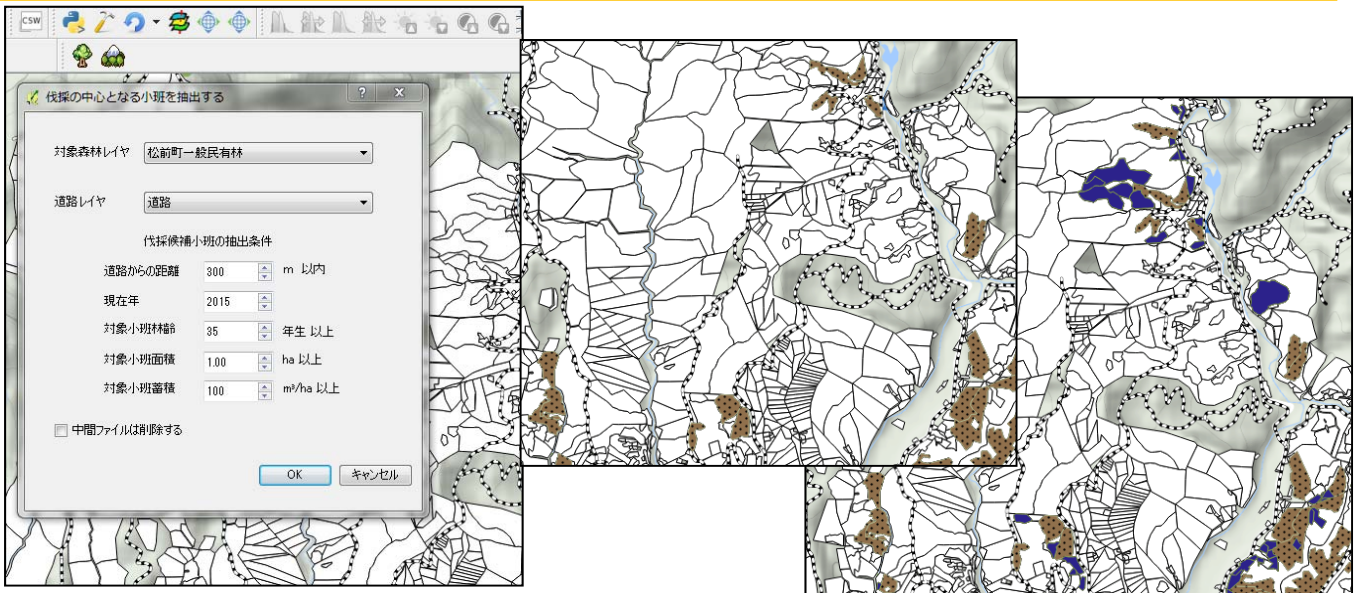 CSW
伐採の中心となる小班を抽出する
対象森林レイヤ 松前町一般民有林
道路レイヤ 道路
伐採候補小班の抽出条件
道路からの距離 300 m 以内
現在年 2015
対象小班林齢 35 年生 以上
対象小班面積 1.00 ha 以上
対象小班蓄積 100 m³/ha 以上
中間ファイルは削除する
OK キャンセル